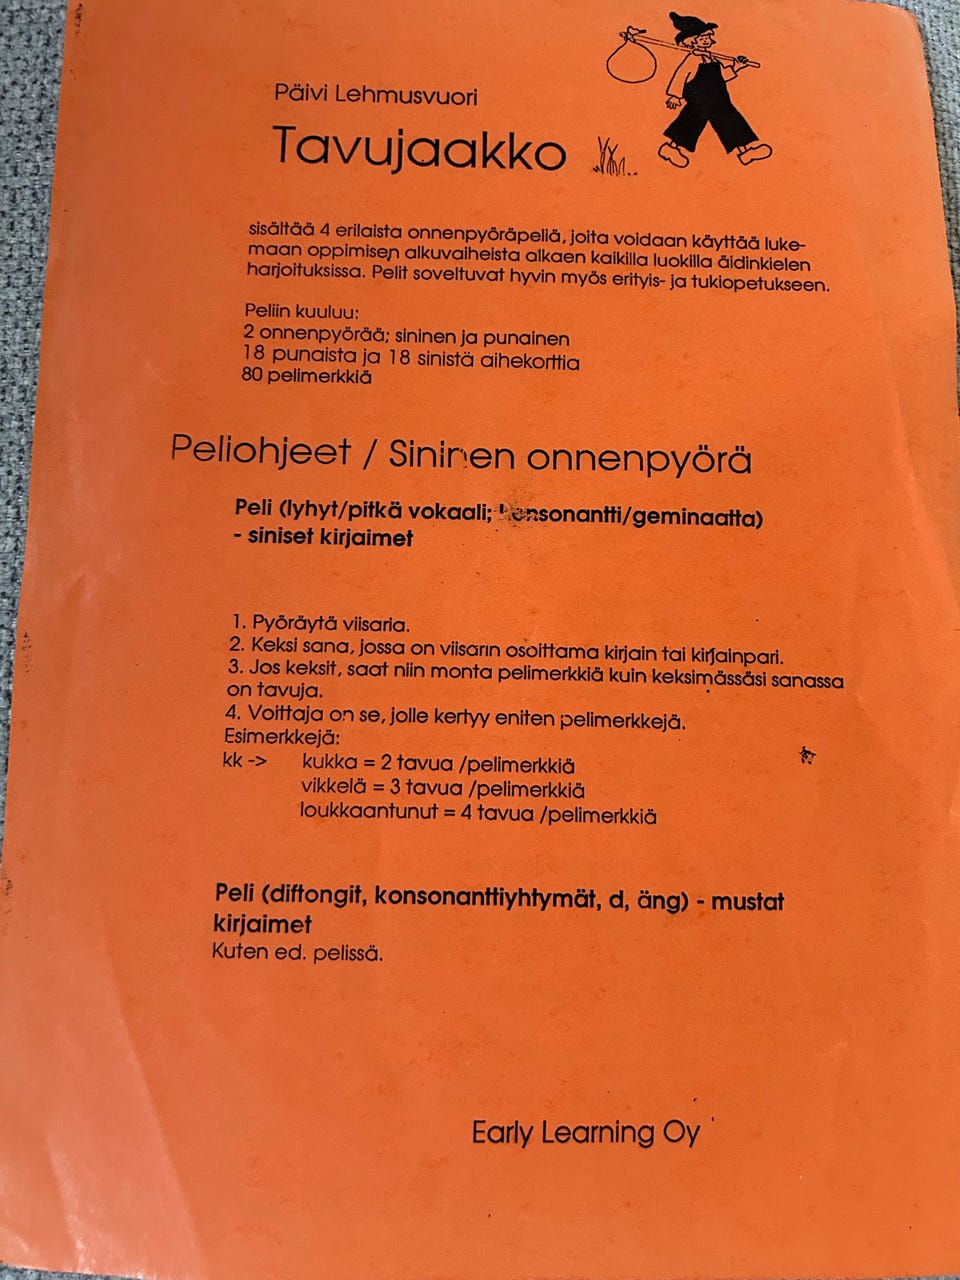 Päivi Lehmusvuori
Tavujaakko
sisältää 4 erilaista onnenpyöräpeliä, joita voidaan käyttää luke-
maan oppimisen alkuvaiheista alkaen kaikilla luokilla äidinkielen
harjoituksissa. Pelit soveltuvat hyvin myös erityis- ja tukiopetukseen.
Peliin kuuluu:
2 onnenpyörää; sininen ja punainen
18 punaista ja 18 sinistä aihekorttia
80 pelimerkkiä
Peliohjeet / Sininen onnenpyörä
Peli (lyhyt/pitkä vokaali; konsonantti/geminaatta)
- siniset kirjaimet
1. Pyöräytä viisaria.
2. Keksi sana, jossa on viisarin osoittama kirjain tai kirjainpari.
3. Jos keksit, saat niin monta pelimerkkiä kuin keksimässäsi sanassa
on tavuja.
4. Voittaja on se, jolle kertyy eniten pelimerkkejä.
Esimerkkejä:
kk -> kukka = 2 tavua /pelimerkkiä
vikkelä = 3 tavua /pelimerkkiä
loukkaantunut = 4 tavua /pelimerkkiä
Peli (diftongit, konsonanttiyhtymät, d, äng) - mustat
kirjaimet
Kuten ed. pelissä.
Early Learning Oy